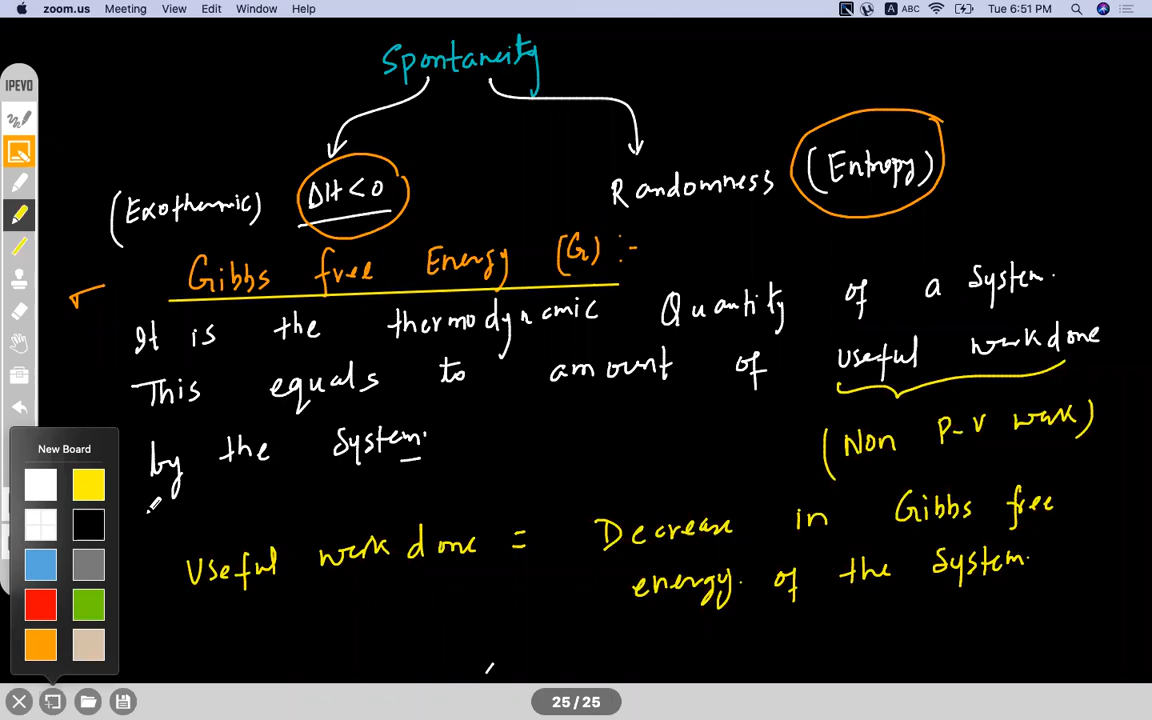 zoom.us Meeting View Edit Window Help A ABC Tue 6:51 PM
Spontaneity
IPEVO
(Exothermic) ΔH<0 Randomness (Entropy)
Gibbs free Energy (G) :-
It is the thermodynamic Quantity of a System.
This equals to amount of useful work done
by the System.
(Non P-V work)
New Board
Useful work done = Decrease in Gibbs free
energy. of the System.
25/25